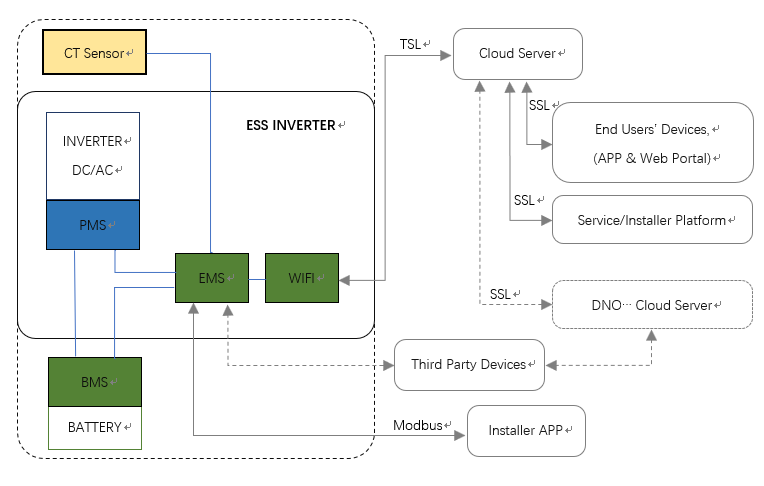 CT Sensor
TSL
Cloud Server
SSL
End Users' Devices,
(APP & Web Portal)
ESS INVERTER
INVERTER
DC/AC
PMS
SSL
Service/Installer Platform
EMS
WIFI
SSL
DNO… Cloud Server
Third Party Devices
BMS
BATTERY
Modbus
Installer APP